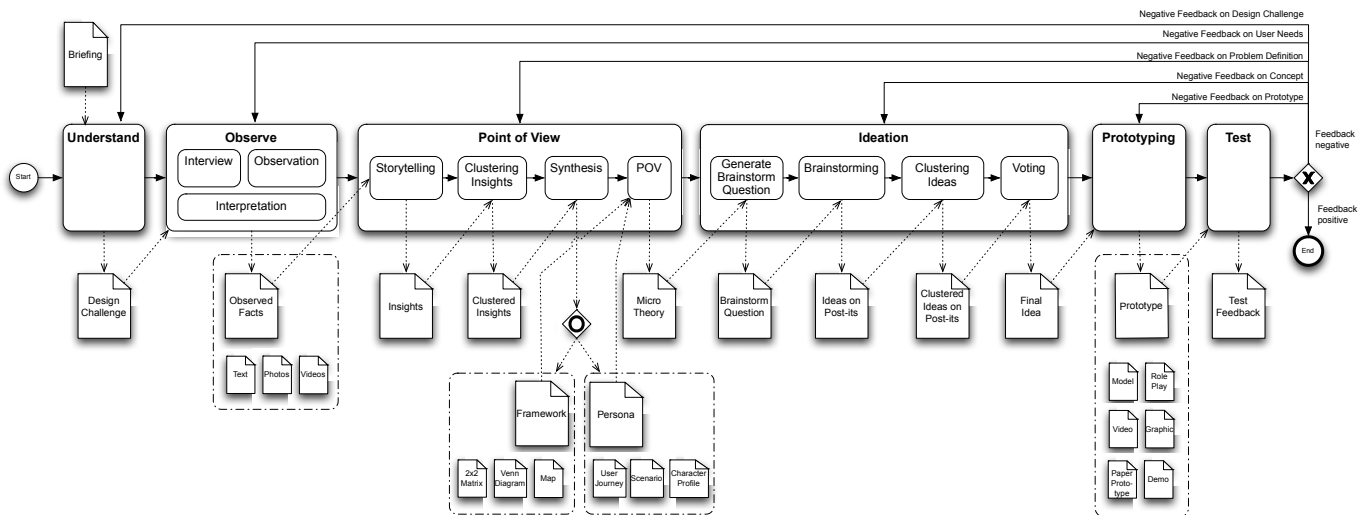 Negative Feedback on Design Challenge
Negative Feedback on User Needs
Negative Feedback on Problem Definition
Negative Feedback on Concept
Negative Feedback on Prototype
Briefing
Understand
Observe
Point of View
Ideation
Prototyping
Test
Feedback
negative
Start
Interview
Observation
Interpretation
Storytelling
Clustering
Insights
Synthesis
POV
Generate
Brainstorm
Question
Brainstorming
Clustering
Ideas
Voting
X
Feedback
positive
End
Design
Challenge
Observed
Facts
Text
Photos
Videos
Insights
Clustered
Insights
Micro
Theory
Brainstorm
Question
Ideas on
Post-its
Clustered
Ideas on
Post-its
Final
Idea
Prototype
Test
Feedback
Framework
2x2
Matrix
Venn
Diagram
Map
Persona
User
Journey
Scenario
Character
Profile
Model
Role
Play
Video
Graphic
Paper
Proto-
type
Demo